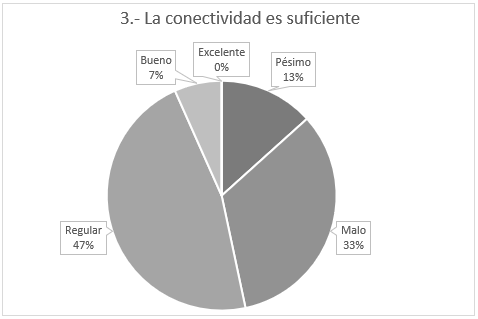 3.- La conectividad es suficiente
Excelente
0%
Bueno
7%
Pésimo
13%
Regular
47%
Malo
33%